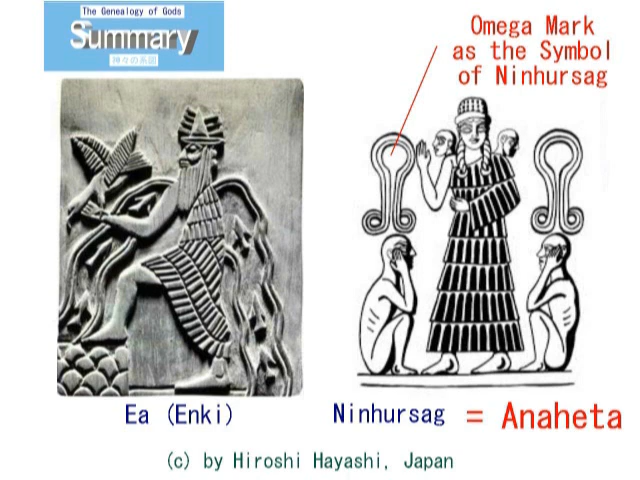 The Genealogy of Gods
Summary
神々の系図
Omega Mark
as the Symbol
of Ninhursag
Ea (Enki)
Ninhursag = Anaheta
(c) by Hiroshi Hayashi, Japan